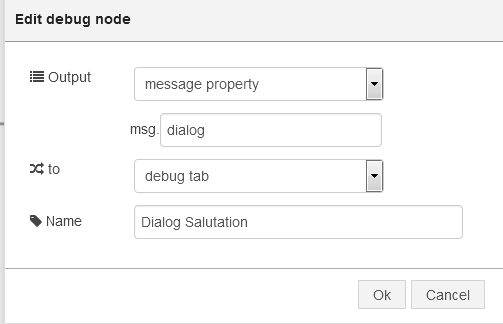 Edit debug node
Output
message property
msg. dialog
to
debug tab
Name
Dialog Salutation
Ok Cancel